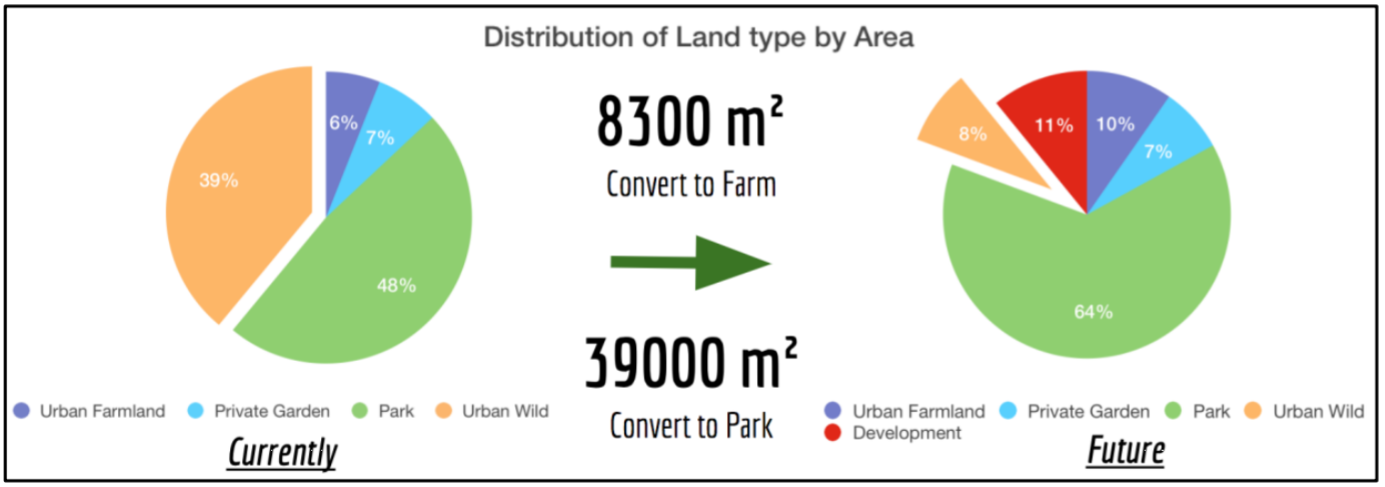 Distribution of Land type by Area
6%
7%
39%
48%
Urban Farmland Private Garden Park Urban Wild
Currently
8300 m²
Convert to Farm
39000 m²
Convert to Park
11%
10%
8%
7%
64%
Urban Farmland Private Garden Park Urban Wild
Development
Future